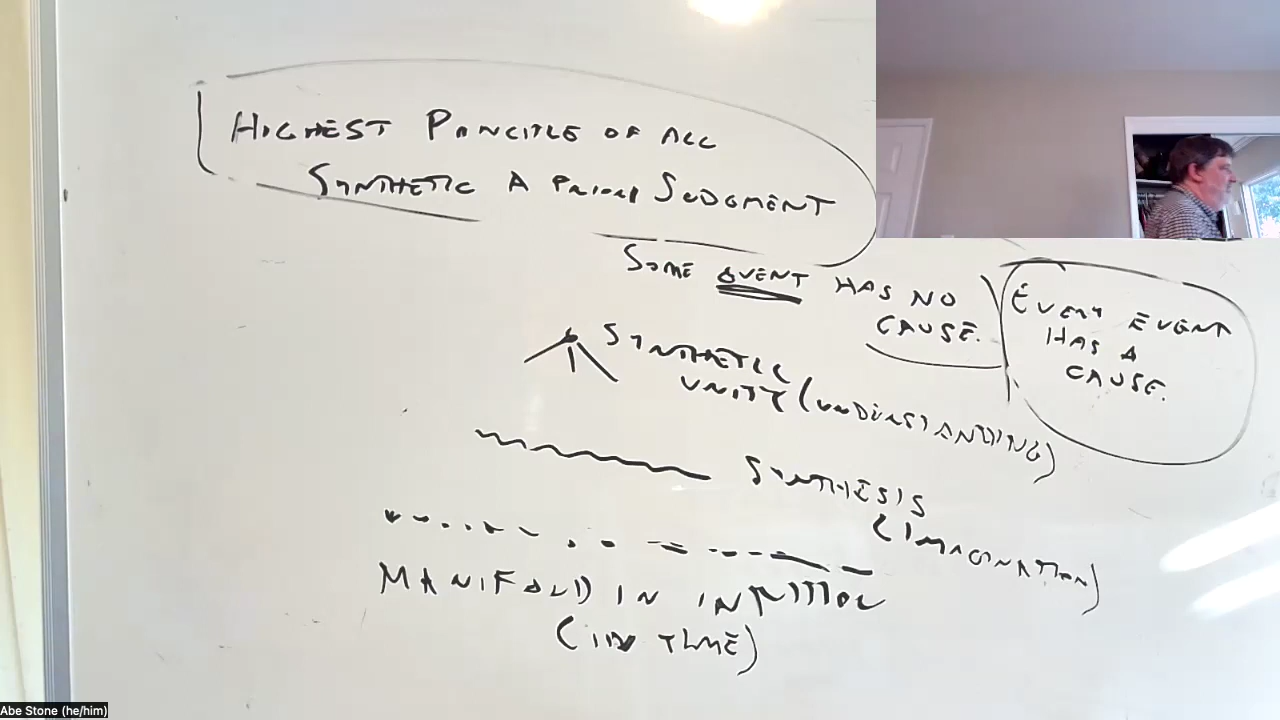 HIGHEST PRINCIPLE OF ALL
SYNTHETIC A PRIORI JUDGMENT
SOME EVENT HAS NO
CAUSE.
EVERY EVENT
HAS A
CAUSE.
SYNTHETIC
UNITY (UNDERSTANDING)
SYNTHESIS
(IMAGINATION)
MANIFOLD IN INTUITION
(IN TIME)
Abe Stone (he/him)